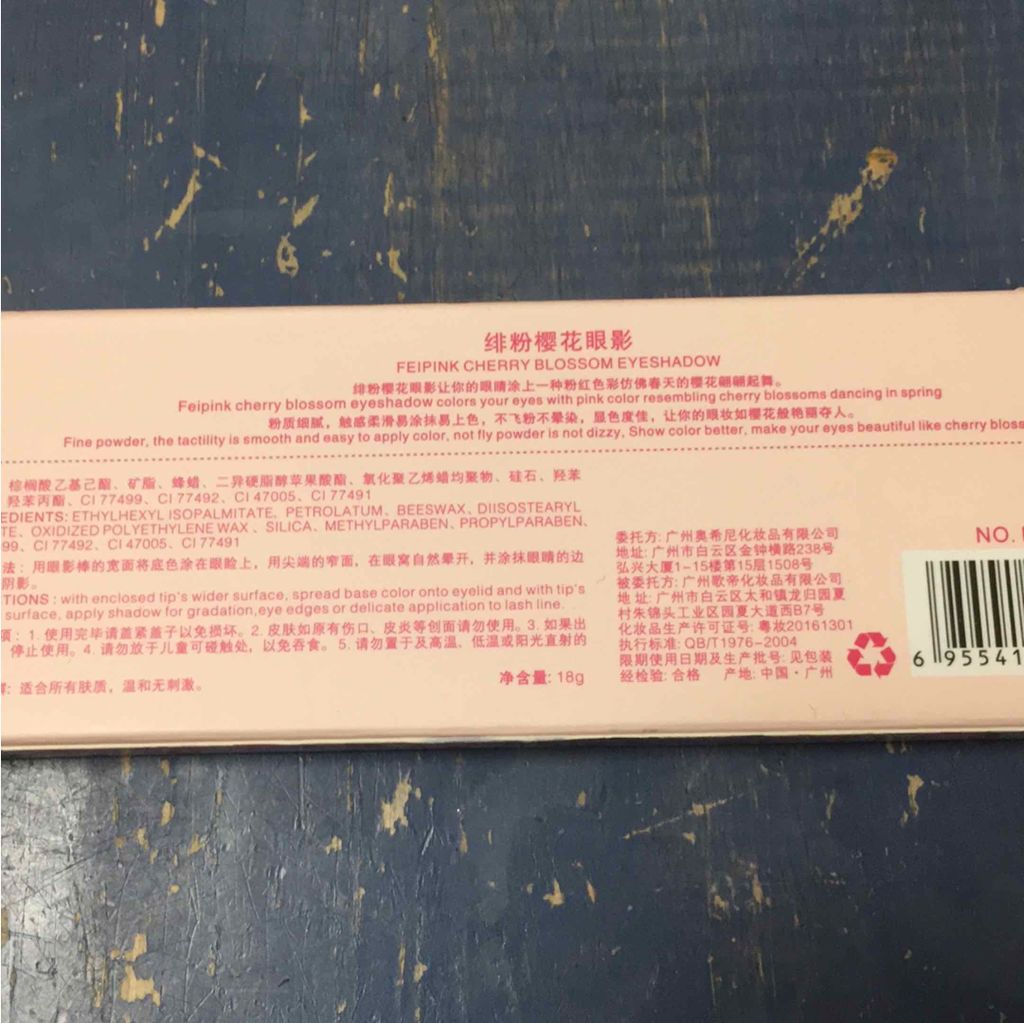 绯粉樱花眼影
FEIPINK CHERRY BLOSSOM EYESHADOW
绯粉樱花眼影让你的眼睛涂上一种粉红色彩仿佛春天的樱花翩翩起舞。
Feipink cherry blossom eyeshadow colors your eyes with pink color resembling cherry blossoms dancing in spring
粉质细腻，触感柔滑易涂抹易上色，不飞粉不晕染，显色度佳，让你的眼妆如樱花般艳丽夺人。
Fine powder, the tactility is smooth and easy to apply color, not fly powder is not dizzy, Show color better, make your eyes beautiful like cherry bloss
棕榈酸乙基己酯、矿脂、蜂蜡、二异硬脂醇苹果酸酯、氧化聚乙烯蜡均聚物、硅石、羟苯
羟苯丙酯、CI 77499、CI 77492、CI 47005、CI 77491
EDIENTS: ETHYLHEXYL ISOPALMITATE、PETROLATUM、BEESWAX、DIISOSTEARYL
TE、OXIDIZED POLYETHYLENE WAX 、SILICA、METHYLPARABEN、PROPYLPARABEN、
99、CI 77492、CI 47005、CI 77491
法：用眼影棒的宽面将底色涂在眼睑上，用尖端的窄面，在眼窝自然晕开，并涂抹眼睛的边
阴影。
TIONS : with enclosed tip's wider surface, spread base color onto eyelid and with tip's
surface, apply shadow for gradation,eye edges or delicate application to lash line.
项：1. 使用完毕请盖紧盖子以免损坏。2. 皮肤如原有伤口、皮炎等创面请勿使用。3. 如果出
停止使用。4. 请勿放于儿童可碰触处，以免吞食。5. 请勿置于及高温、低温或阳光直射的
: 适合所有肤质，温和无刺激。
净含量: 18g
委托方: 广州奥希尼化妆品有限公司
地址: 广州市白云区金钟横路238号
弘兴大厦1-15楼第15层1508号
被委托方: 广州歌帝化妆品有限公司
地 址: 广州市白云区太和镇龙归园夏
村朱锦头工业区园夏大道西B7号
化妆品生产许可证号: 粤妆20161301
执行标准: QB/T1976-2004
限期使用日期及生产批号: 见包装
经检验: 合格 产地: 中国·广州
NO.
6 95541